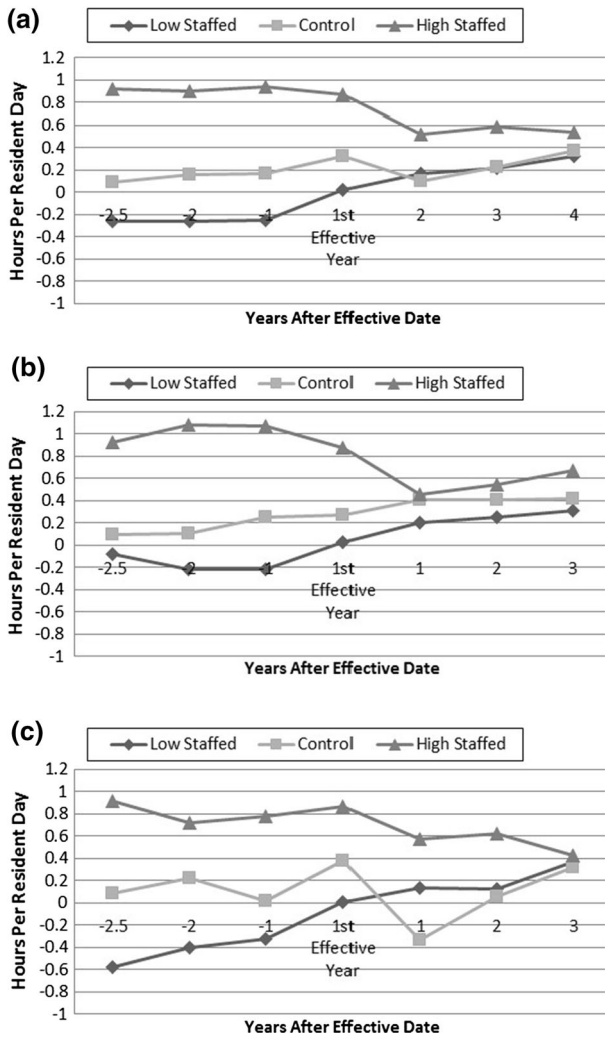 (a)
Low Staffed Control High Staffed
1.2
1
0.8
0.6
0.4
0.2
0
-0.2
-0.4
-0.6
-0.8
-1
Hours Per Resident Day
-2.5 -2 -1 1st 2 3 4
Effective
Year
Years After Effective Date
(b)
Low Staffed Control High Staffed
1.2
1
0.8
0.6
0.4
0.2
0
-0.2
-0.4
-0.6
-0.8
-1
Hours Per Resident Day
-2.5 -2 -1 1st 1 2 3
Effective
Year
Years After Effective Date
(c)
Low Staffed Control High Staffed
1.2
1
0.8
0.6
0.4
0.2
0
-0.2
-0.4
-0.6
-0.8
-1
Hours Per Resident Day
-2.5 -2 -1 1st 1 2 3
Effective
Year
Years After Effective Date